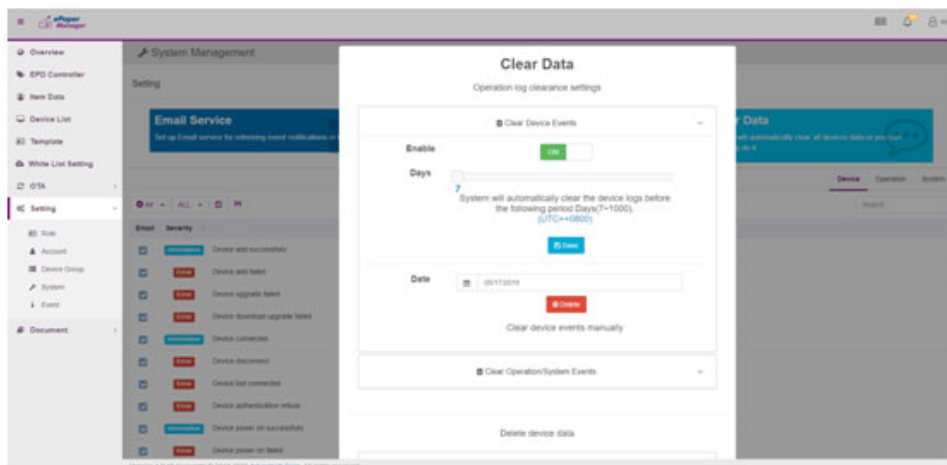 ePaper
Manager
Overview
System Management
EPD Controller
Setting
Item Data
Device List
Template
White List Setting
OTA
Setting
Role
Account
Device Group
System
Event
Document
Email Service
Data
Device
Operation
System
Search
All
ALL
Email
Severity
Information
Device add successfully
Error
Device add failed
Error
Device upgrade failed
Error
Device download upgrade failed
Information
Device connected
Error
Device disconnect
Error
Device lost connected
Error
Device authentication refuse
Information
Device power on successfully
Error
Device power on failed
Clear Data
Operation log clearance settings
Clear Device Events
Enable
ON
Days
7
System will automatically clear the device logs before
the following period Days(7~1000).
(UTC++0800)
Save
Date
05/17/2019
Delete
Clear device events manually
Clear Operation/System Events
Delete device data